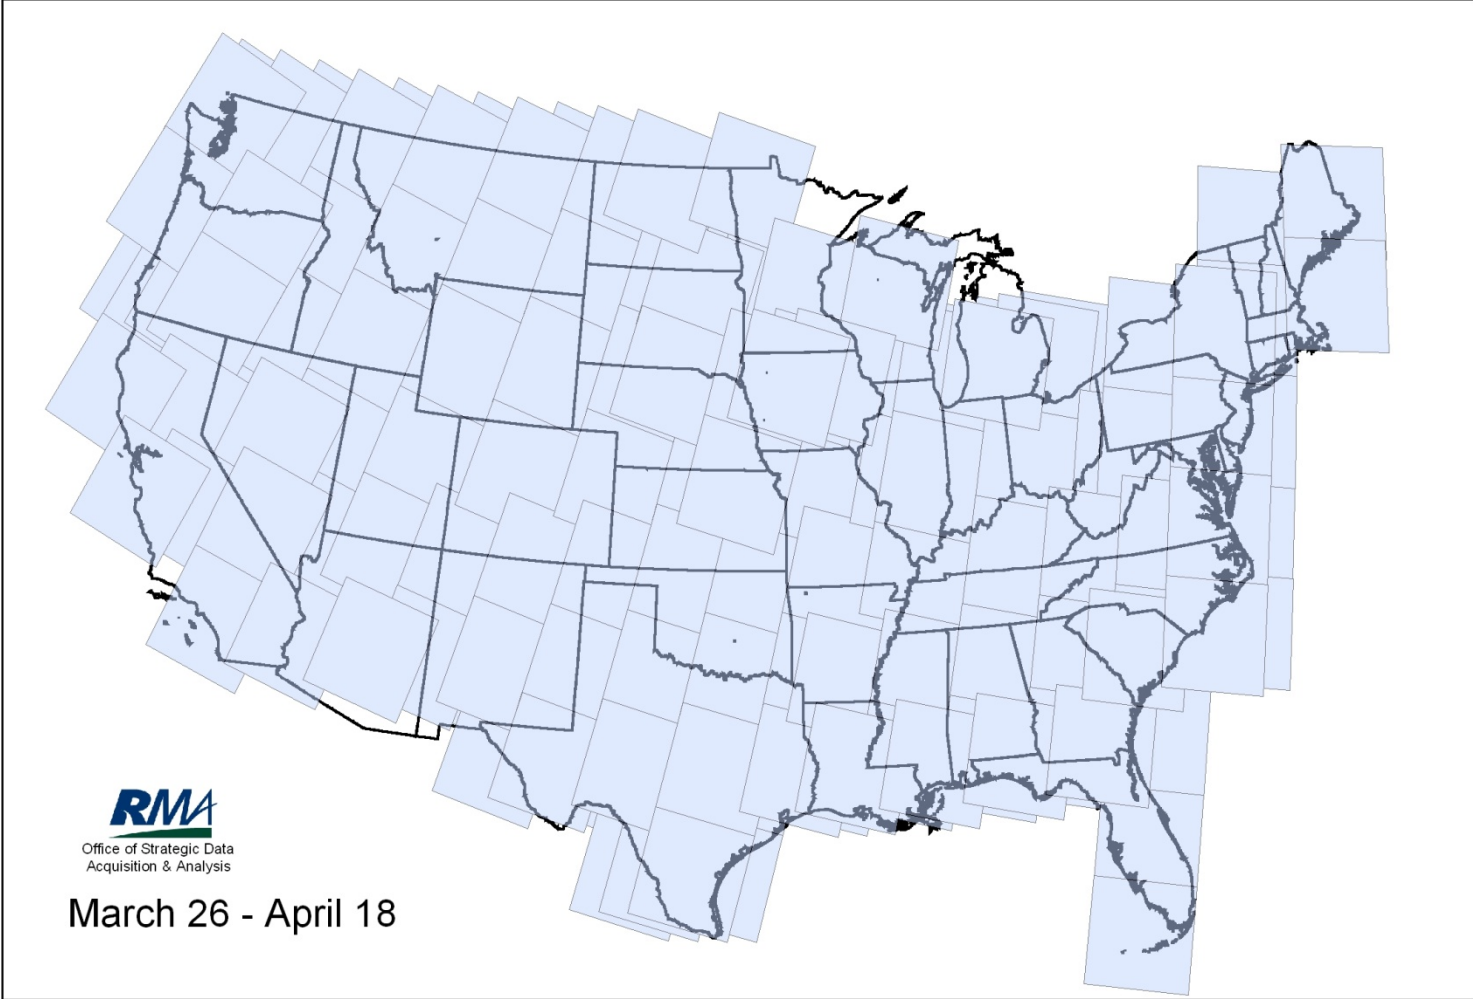 RMA
Office of Strategic Data
Acquisition & Analysis
March 26 - April 18